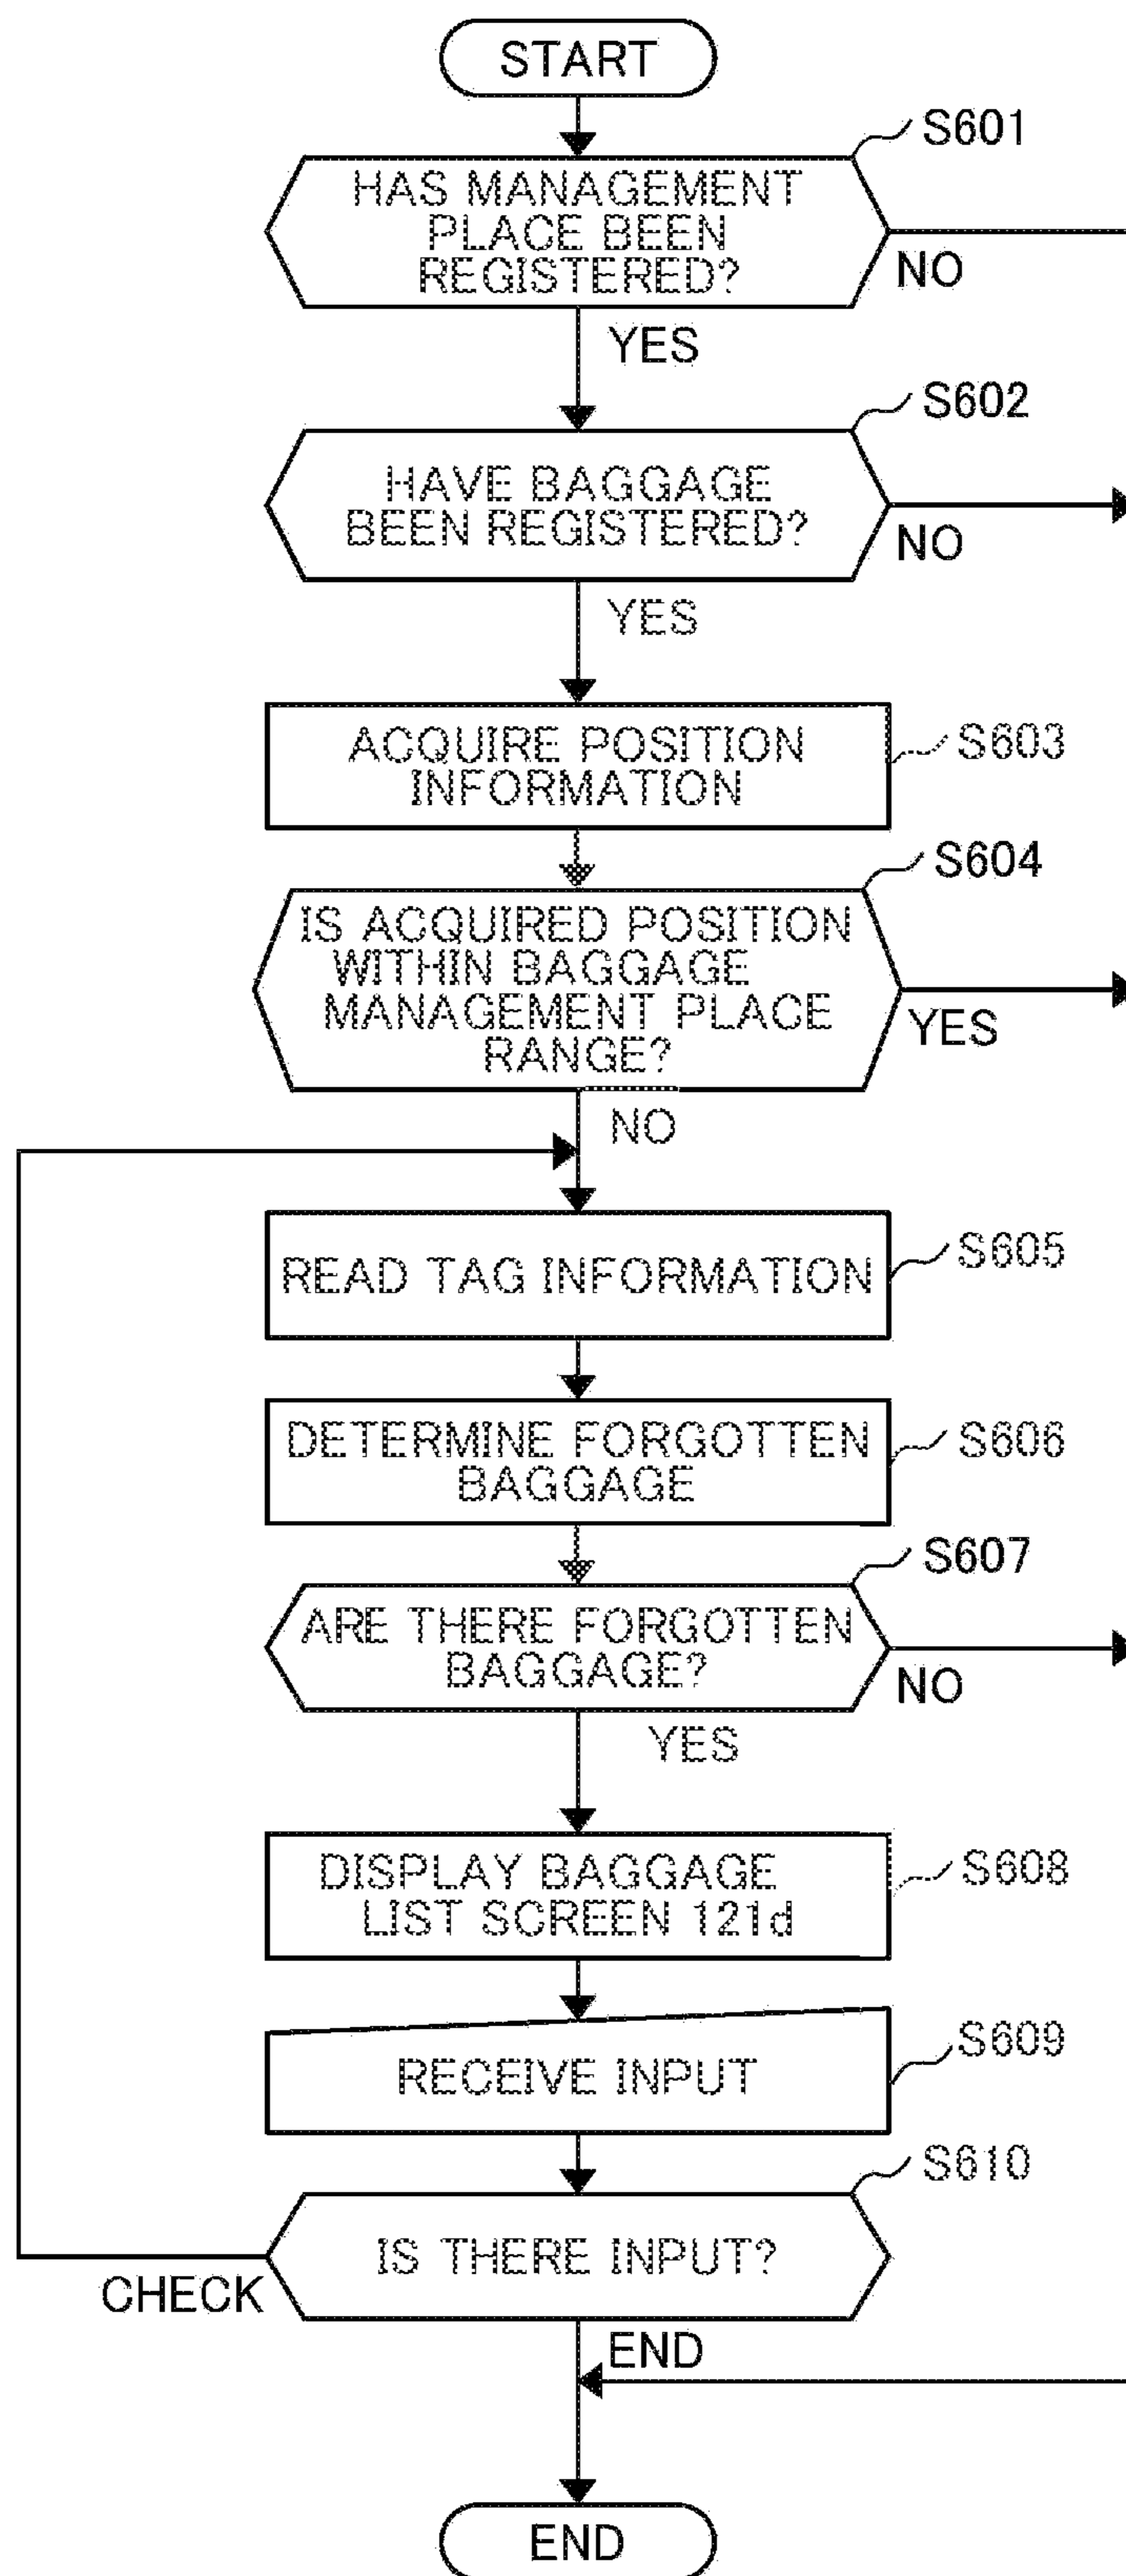 START
S601
HAS MANAGEMENT
PLACE BEEN
REGISTERED?
NO
YES
S602
HAVE BAGGAGE
BEEN REGISTERED?
NO
YES
ACQUIRE POSITION
INFORMATION
S603
S604
IS ACQUIRED POSITION
WITHIN BAGGAGE
MANAGEMENT PLACE
RANGE?
YES
NO
READ TAG INFORMATION
S605
DETERMINE FORGOTTEN
BAGGAGE
S606
S607
ARE THERE FORGOTTEN
BAGGAGE?
NO
YES
DISPLAY BAGGAGE
LIST SCREEN 121d
S608
RECEIVE INPUT
S609
S610
IS THERE INPUT?
CHECK
END
END